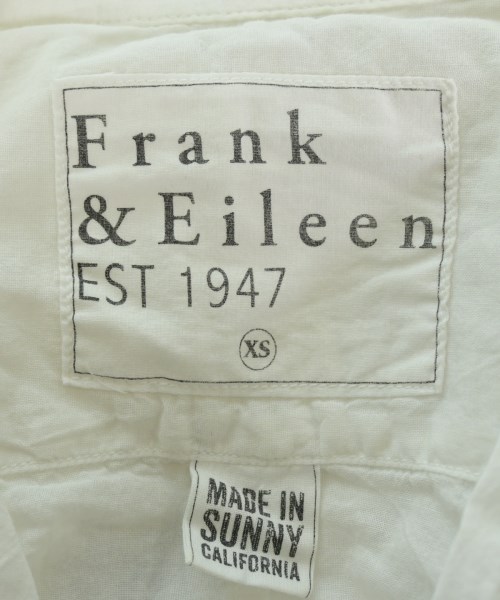 Frank
& Eileen
EST 1947
XS
MADE IN
SUNNY
CALIFORNIA